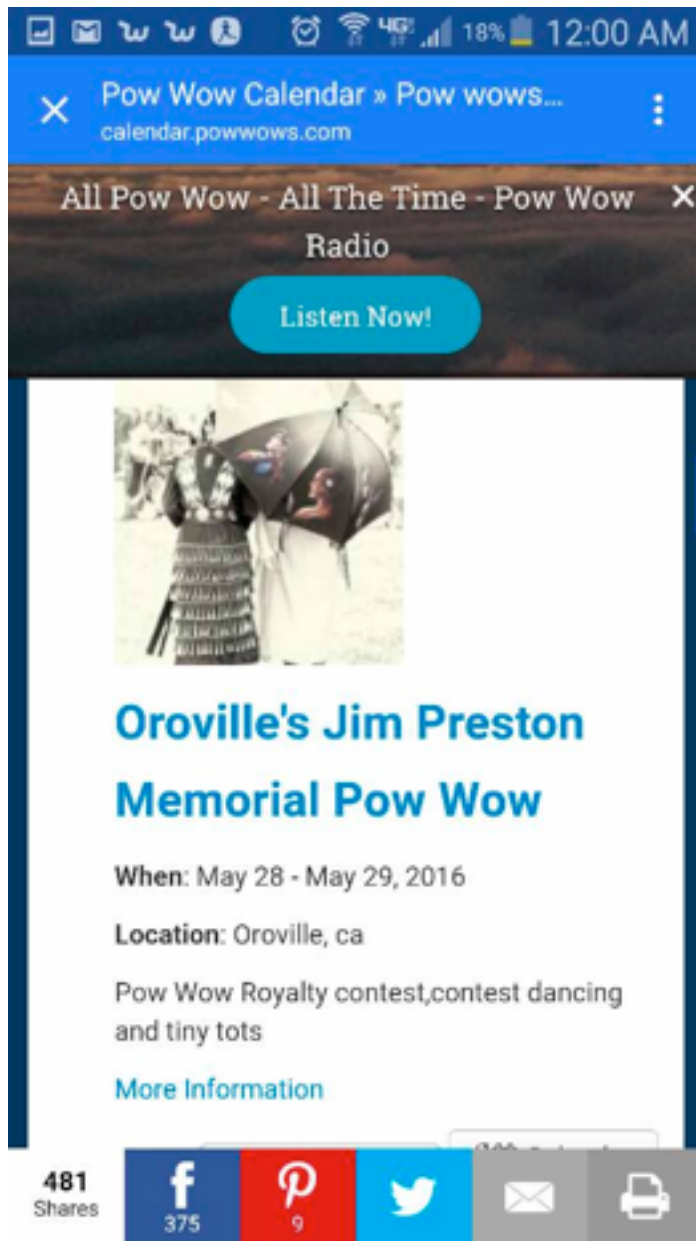 4G 18% 12:00 AM
Pow Wow Calendar » Pow wows...
calendar.powwows.com
All Pow Wow - All The Time - Pow Wow
Radio
Listen Now!
Oroville's Jim Preston
Memorial Pow Wow
When: May 28 - May 29, 2016
Location: Oroville, ca
Pow Wow Royalty contest,contest dancing
and tiny tots
More Information
481
Shares
375
9